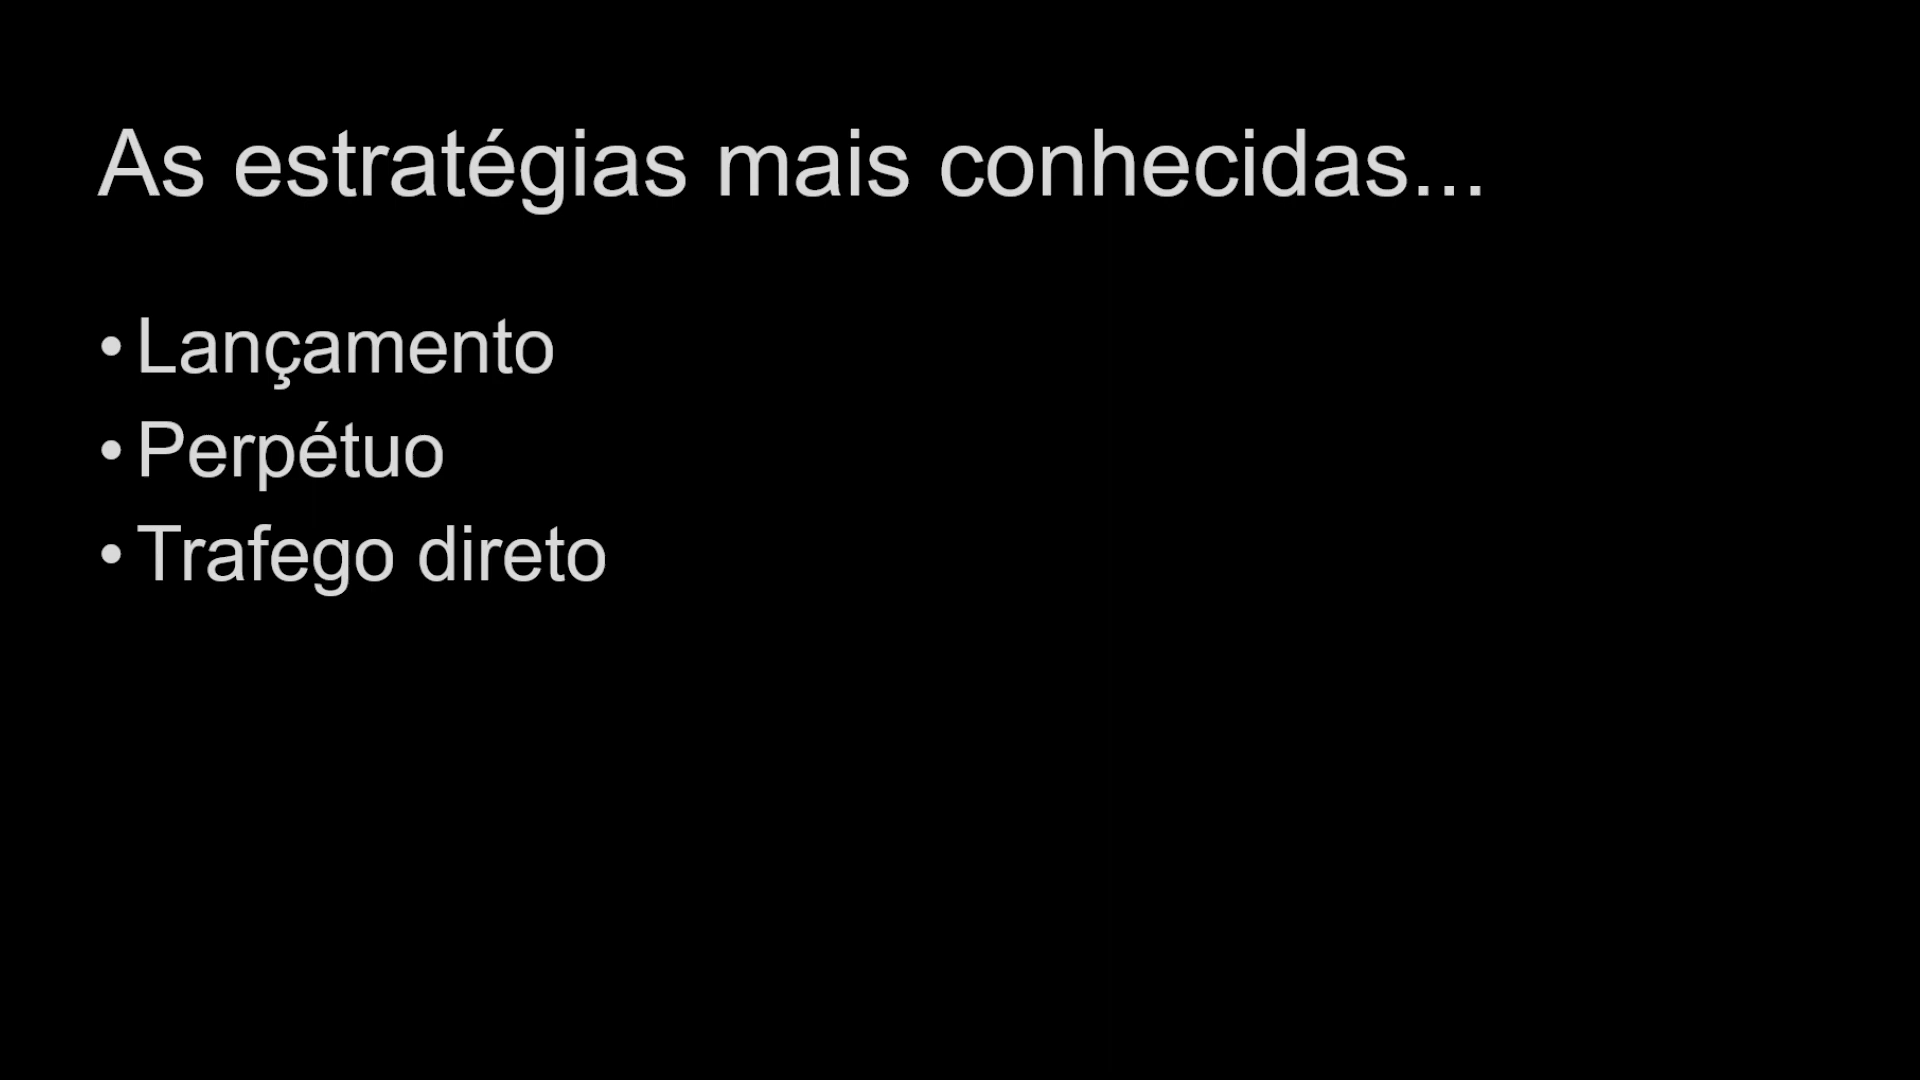 As estratégias mais conhecidas...
• Lançamento
• Perpétuo
• Trafego direto